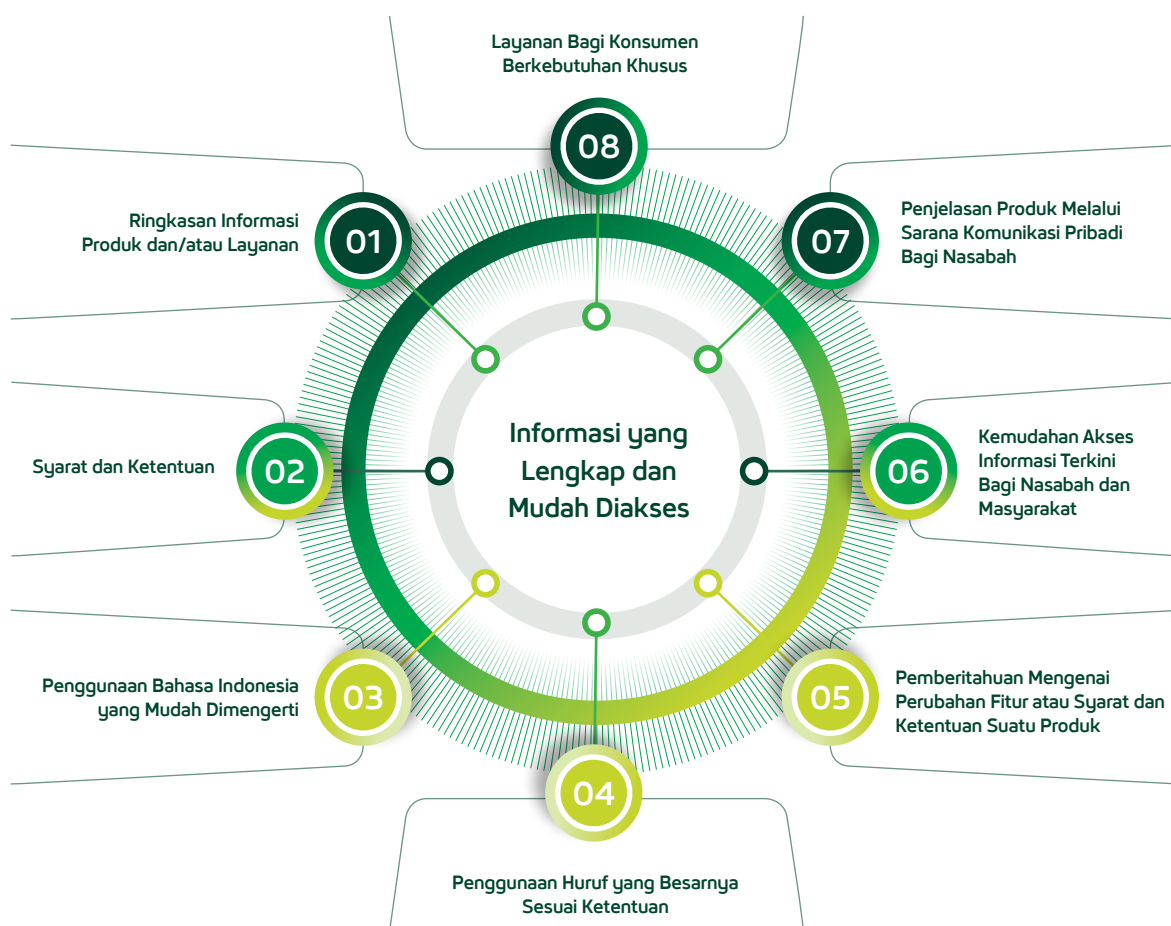 Informasi yang
Lengkap dan
Mudah Diakses
01
Ringkasan Informasi
Produk dan/atau Layanan
02
Syarat dan Ketentuan
03
Penggunaan Bahasa Indonesia
yang Mudah Dimengerti
04
Penggunaan Huruf yang Besarnya
Sesuai Ketentuan
05
Pemberitahuan Mengenai
Perubahan Fitur atau Syarat dan
Ketentuan Suatu Produk
06
Kemudahan Akses
Informasi Terkini
Bagi Nasabah dan
Masyarakat
07
Penjelasan Produk Melalui
Sarana Komunikasi Pribadi
Bagi Nasabah
08
Layanan Bagi Konsumen
Berkebutuhan Khusus